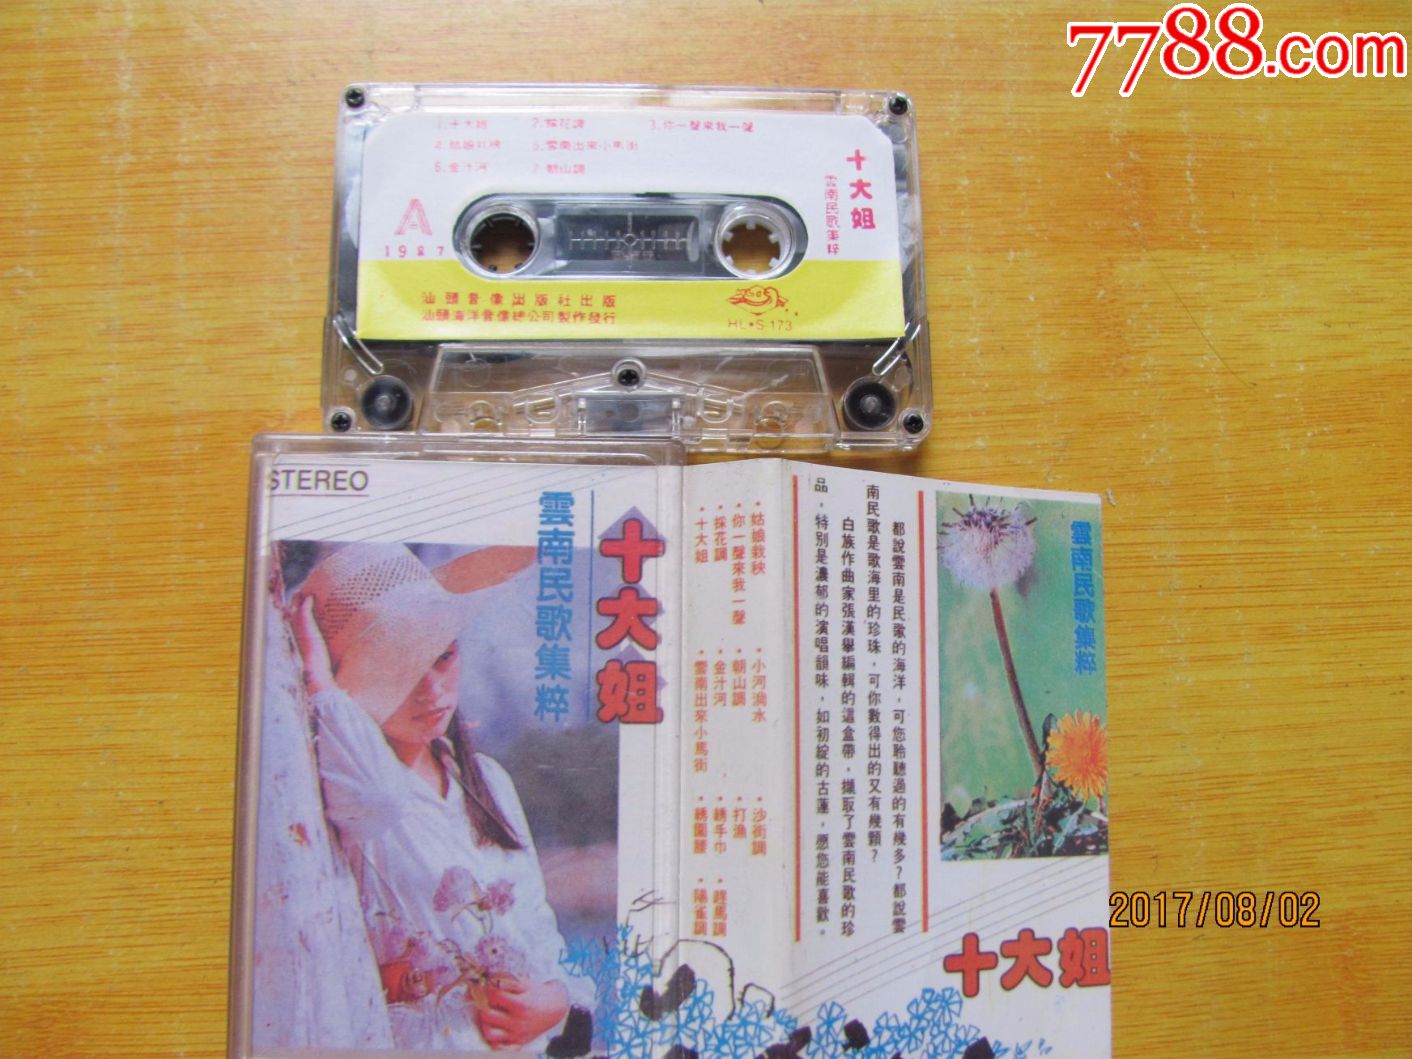 7788.com
1.十大姐 2.採花調 3.你一聲來我一聲
4.姑娘栽秧 5.雲南出來小馬街
6.金汁河 7.朝山調
A
1987
十大姐
雲南民歌集粹
汕頭音像出版社出版
汕頭海洋音像總公司製作發行
HL•S-173
STEREO
十大姐
雲南民歌集粹
•姑娘栽秧 •小河淌水 •沙街調
•你一聲來我一聲 •朝山調 •打漁
•採花調 •金汁河 •綉手巾 •趕馬調
•十大姐 •雲南出來小馬街 •綉圍腰 •陽雀調
都說雲南是民歌的海洋，可您聆聽過的有幾多？都說雲
南民歌是歌海里的珍珠，可你數得出的又有幾顆？
白族作曲家張漢舉編輯的這盒帶，擷取了雲南民歌的珍
品，特別是濃郁的演唱韻味，如初綻的古蓮，愿您能喜歡。
雲南民歌集粹
十大姐
2017/08/02